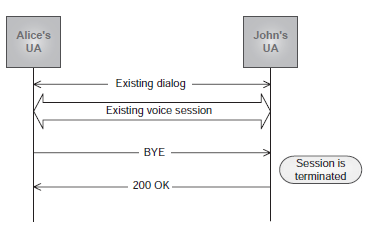 Alice's
UA
John's
UA
Existing dialog
Existing voice session
BYE
Session is
terminated
200 OK